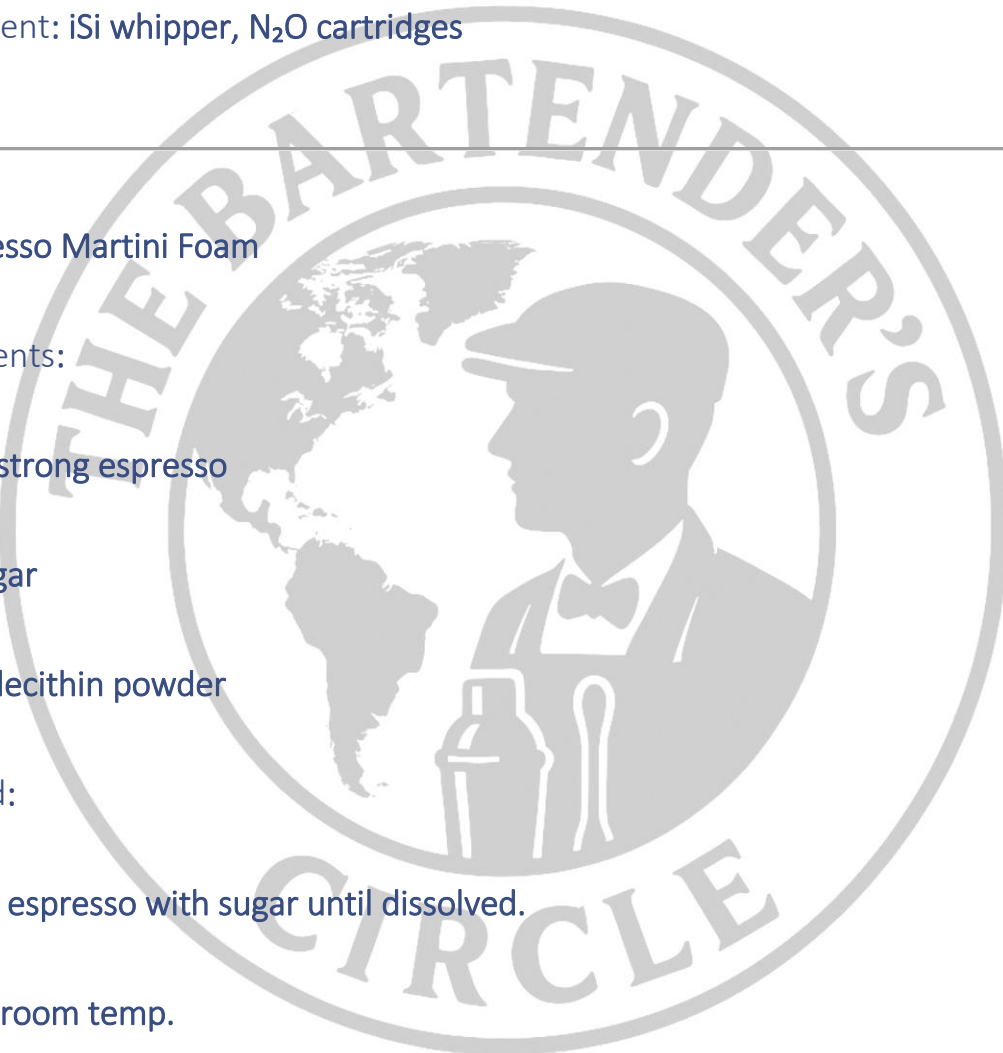 ent: iSi whipper, N₂O cartridges
THE BARTENDER'S
esso Martini Foam
ents:
strong espresso
gar
lecithin powder
d:
espresso with sugar until dissolved.
room temp.
CIRCLE